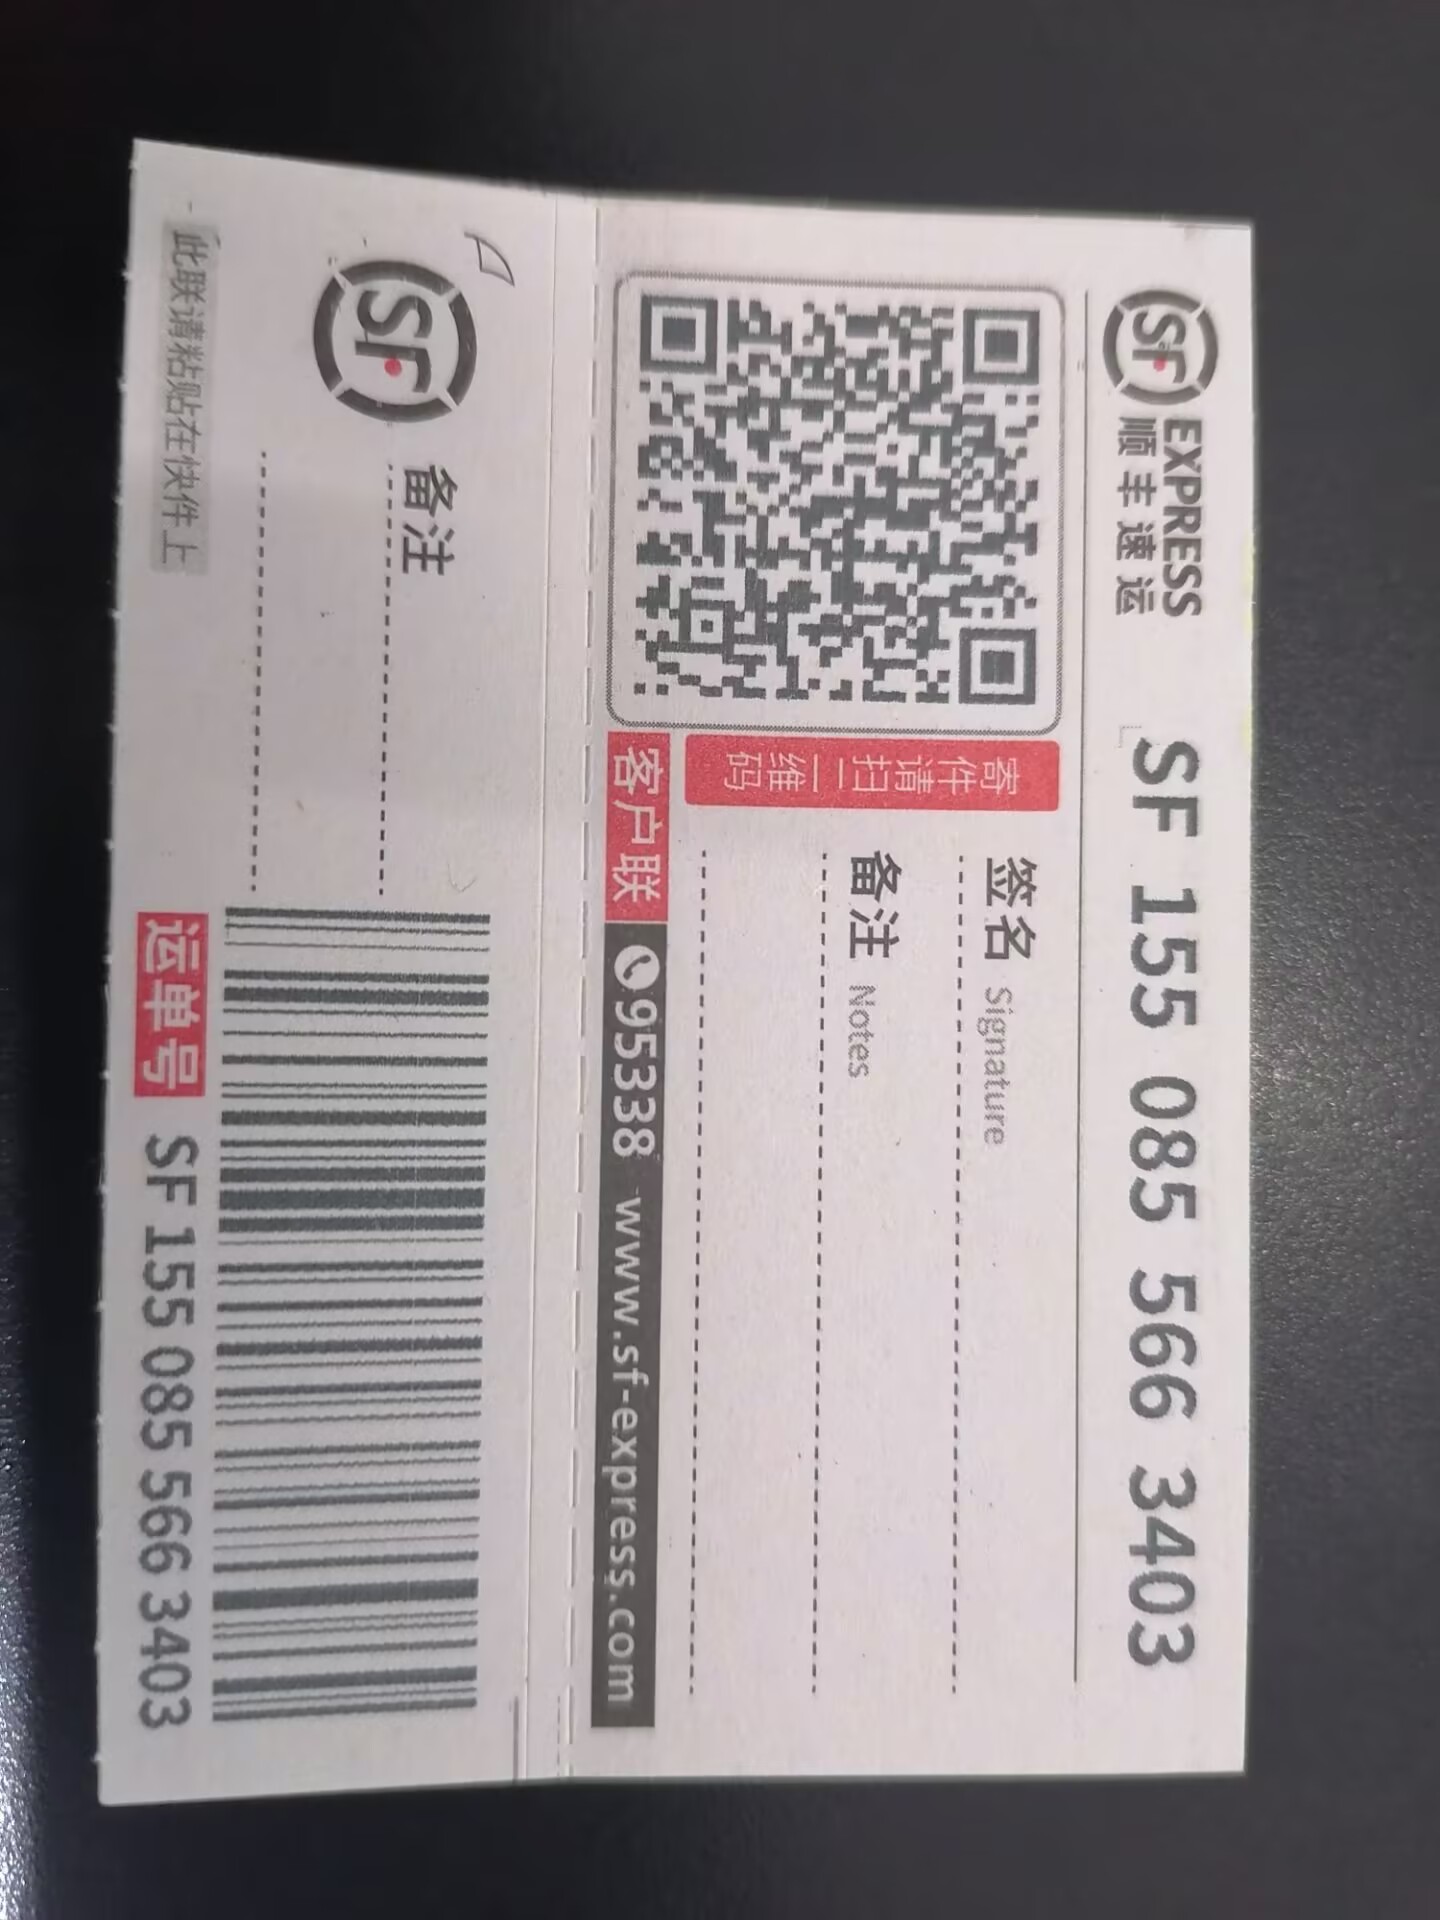 SF EXPRESS
顺丰速运
SF 155 085 566 3403
签名 Signature
备注 Notes
寄件请扫二维码
客户联 95338 www.sf-express.com
SF
备注
运单号 SF 155 085 566 3403
此联请粘贴在快件上